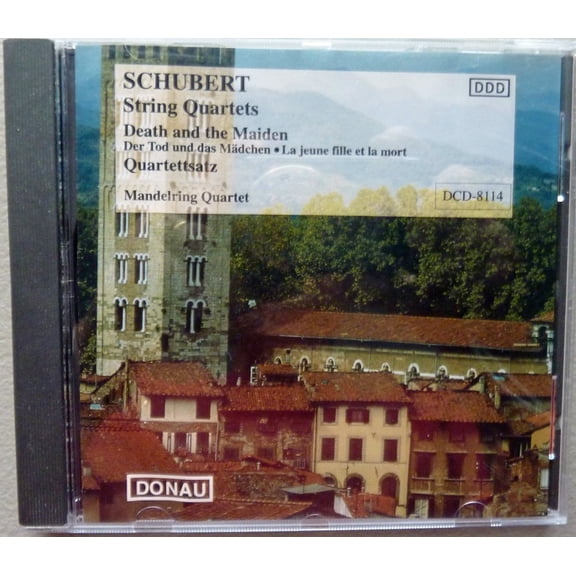 SCHUBERT
DDD
String Quartets
Death and the Maiden
Der Tod und das Mädchen • La jeune fille et la mort
Quartettsatz
Mandelring Quartet
DCD-8114
DONAU